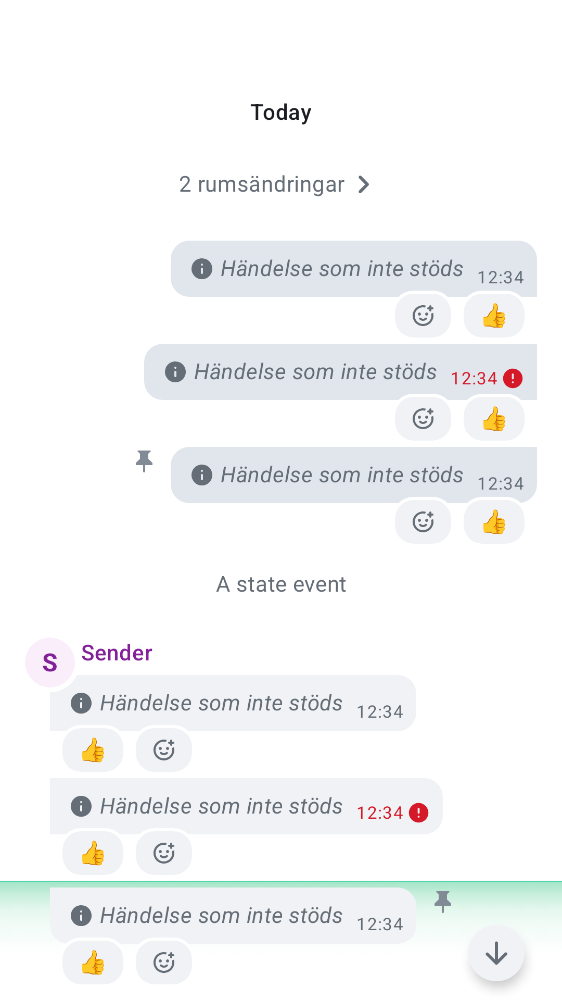 Today
2 rumsändringar
Händelse som inte stöds 12:34
Händelse som inte stöds 12:34
Händelse som inte stöds 12:34
A state event
S Sender
Händelse som inte stöds 12:34
Händelse som inte stöds 12:34
Händelse som inte stöds 12:34